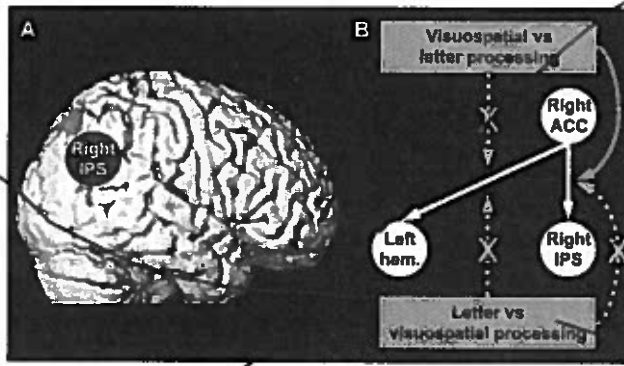 A
Right
IPS
B
Visuospatial vs
letter processing
X
Right
ACC
Left
hem.
X
Right
IPS
X
Letter vs
visuospatial processing